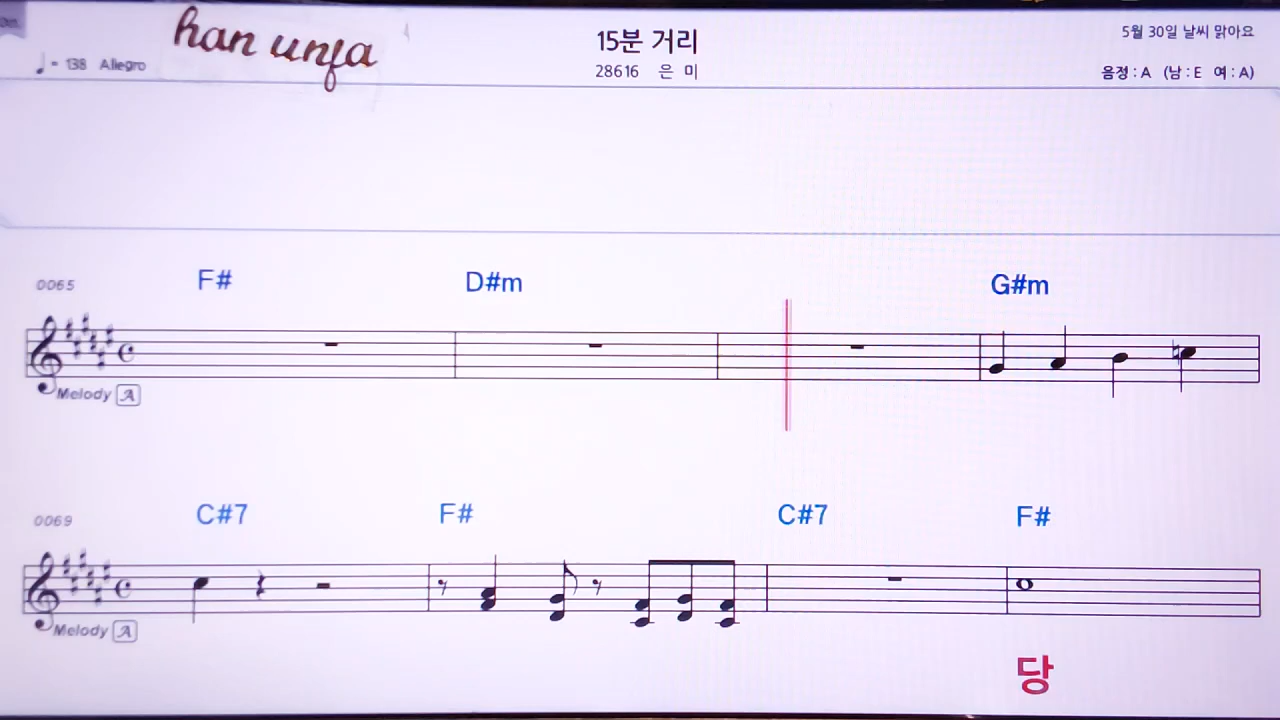 han unfa
♩ = 138 Allegro
15분 거리
28616 은 미
5월 30일 날씨 맑아요
음정 : A (남 : E 여 : A)
0065 F# D#m G#m
Melody A
0069 C#7 F# C#7 F#
Melody A
당